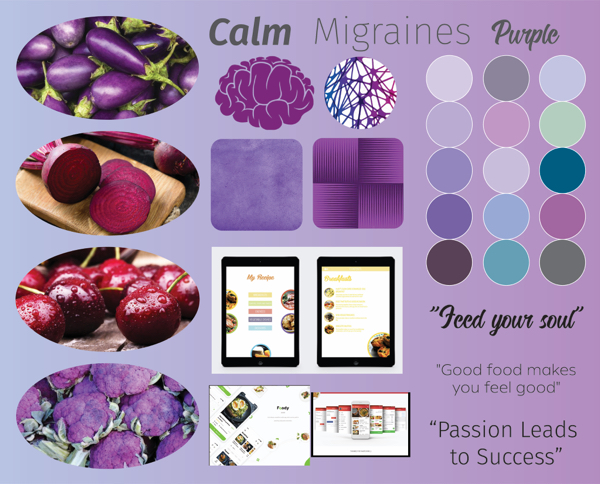 Calm Migraines Purple
My Recipe
Breakfasts
Foody
"Feed your soul"
"Good food makes
you feel good"
“Passion Leads
to Success”